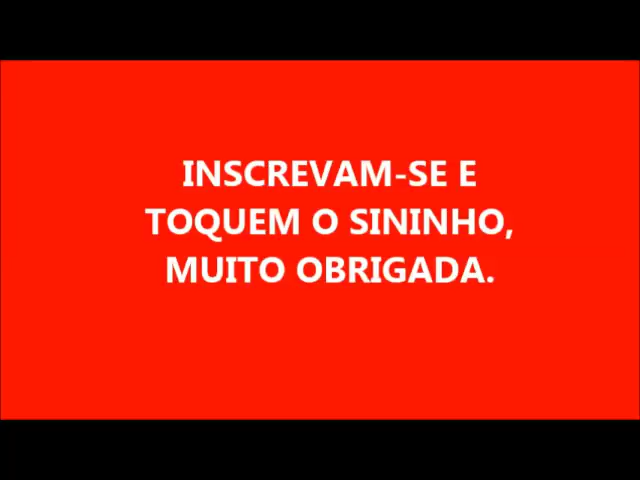 INSCREVAM-SE E
TOQUEM O SININHO,
MUITO OBRIGADA.